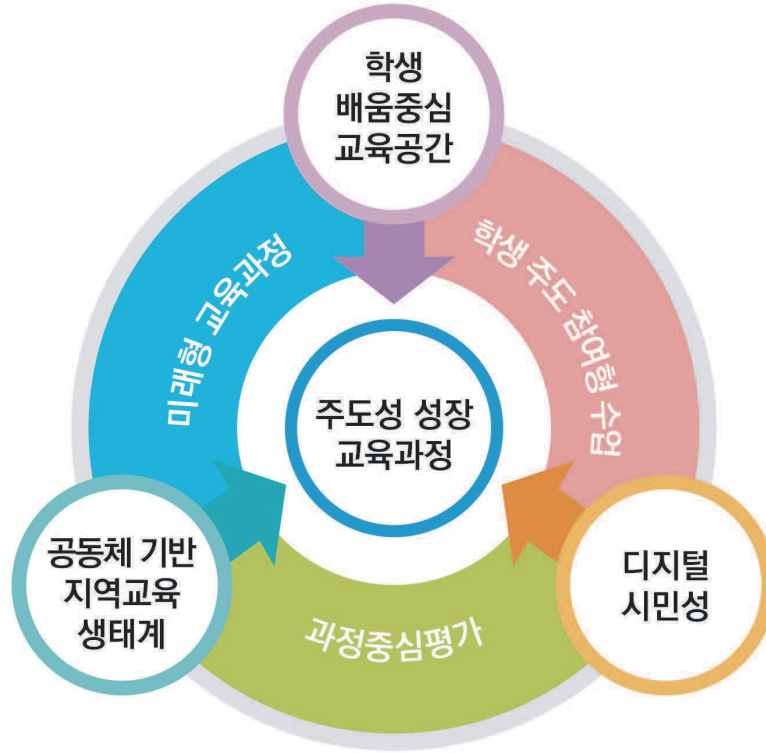 학생
배움중심
교육공간
미래형 교육과정
학생 주도 참여형 수업
주도성 성장
교육과정
공동체 기반
지역교육
생태계
디지털
시민성
과정중심평가